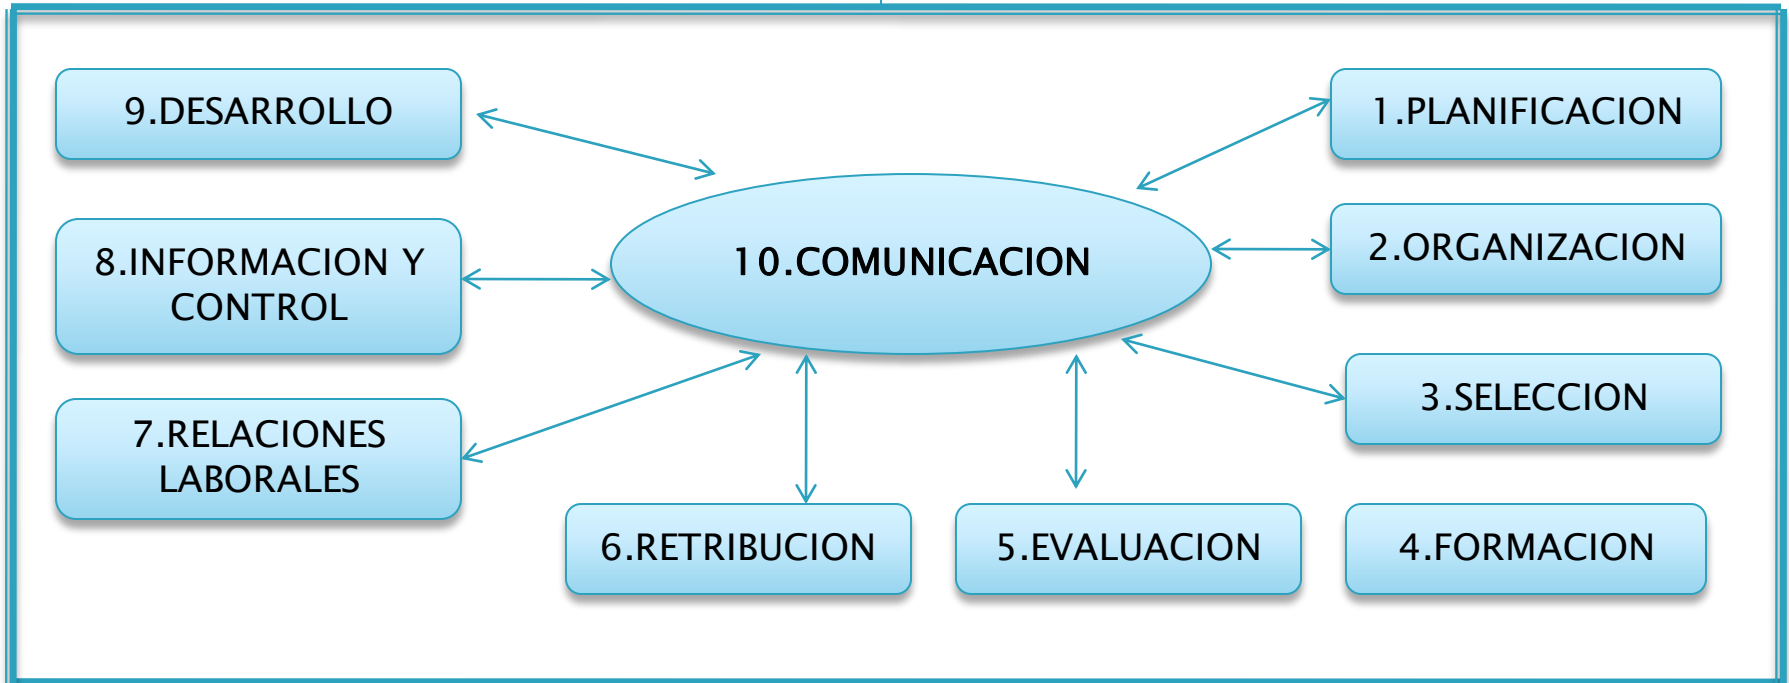 9.DESARROLLO
1.PLANIFICACION
8.INFORMACION Y
CONTROL
10.COMUNICACION
2.ORGANIZACION
7.RELACIONES
LABORALES
3.SELECCION
6.RETRIBUCION
5.EVALUACION
4.FORMACION